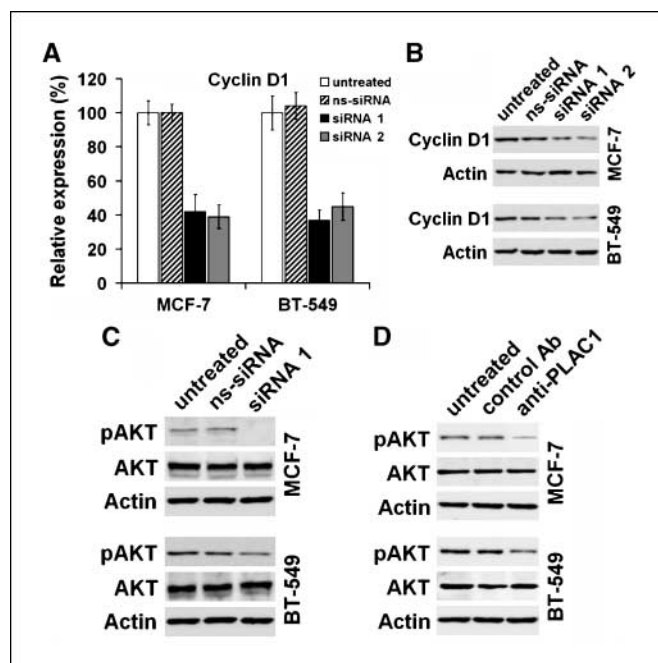 A
Relative expression (%)
120
100
80
60
40
20
0
Cyclin D1
untreated
ns-siRNA
siRNA 1
siRNA 2
MCF-7 BT-549
B
untreated
ns-siRNA
siRNA 1
siRNA 2
Cyclin D1
Actin
MCF-7
Cyclin D1
Actin
BT-549
C
untreated
ns-siRNA
siRNA 1
pAKT
AKT
Actin
MCF-7
pAKT
AKT
Actin
BT-549
D
untreated
control Ab
anti-PLAC1
pAKT
AKT
Actin
MCF-7
pAKT
AKT
Actin
BT-549